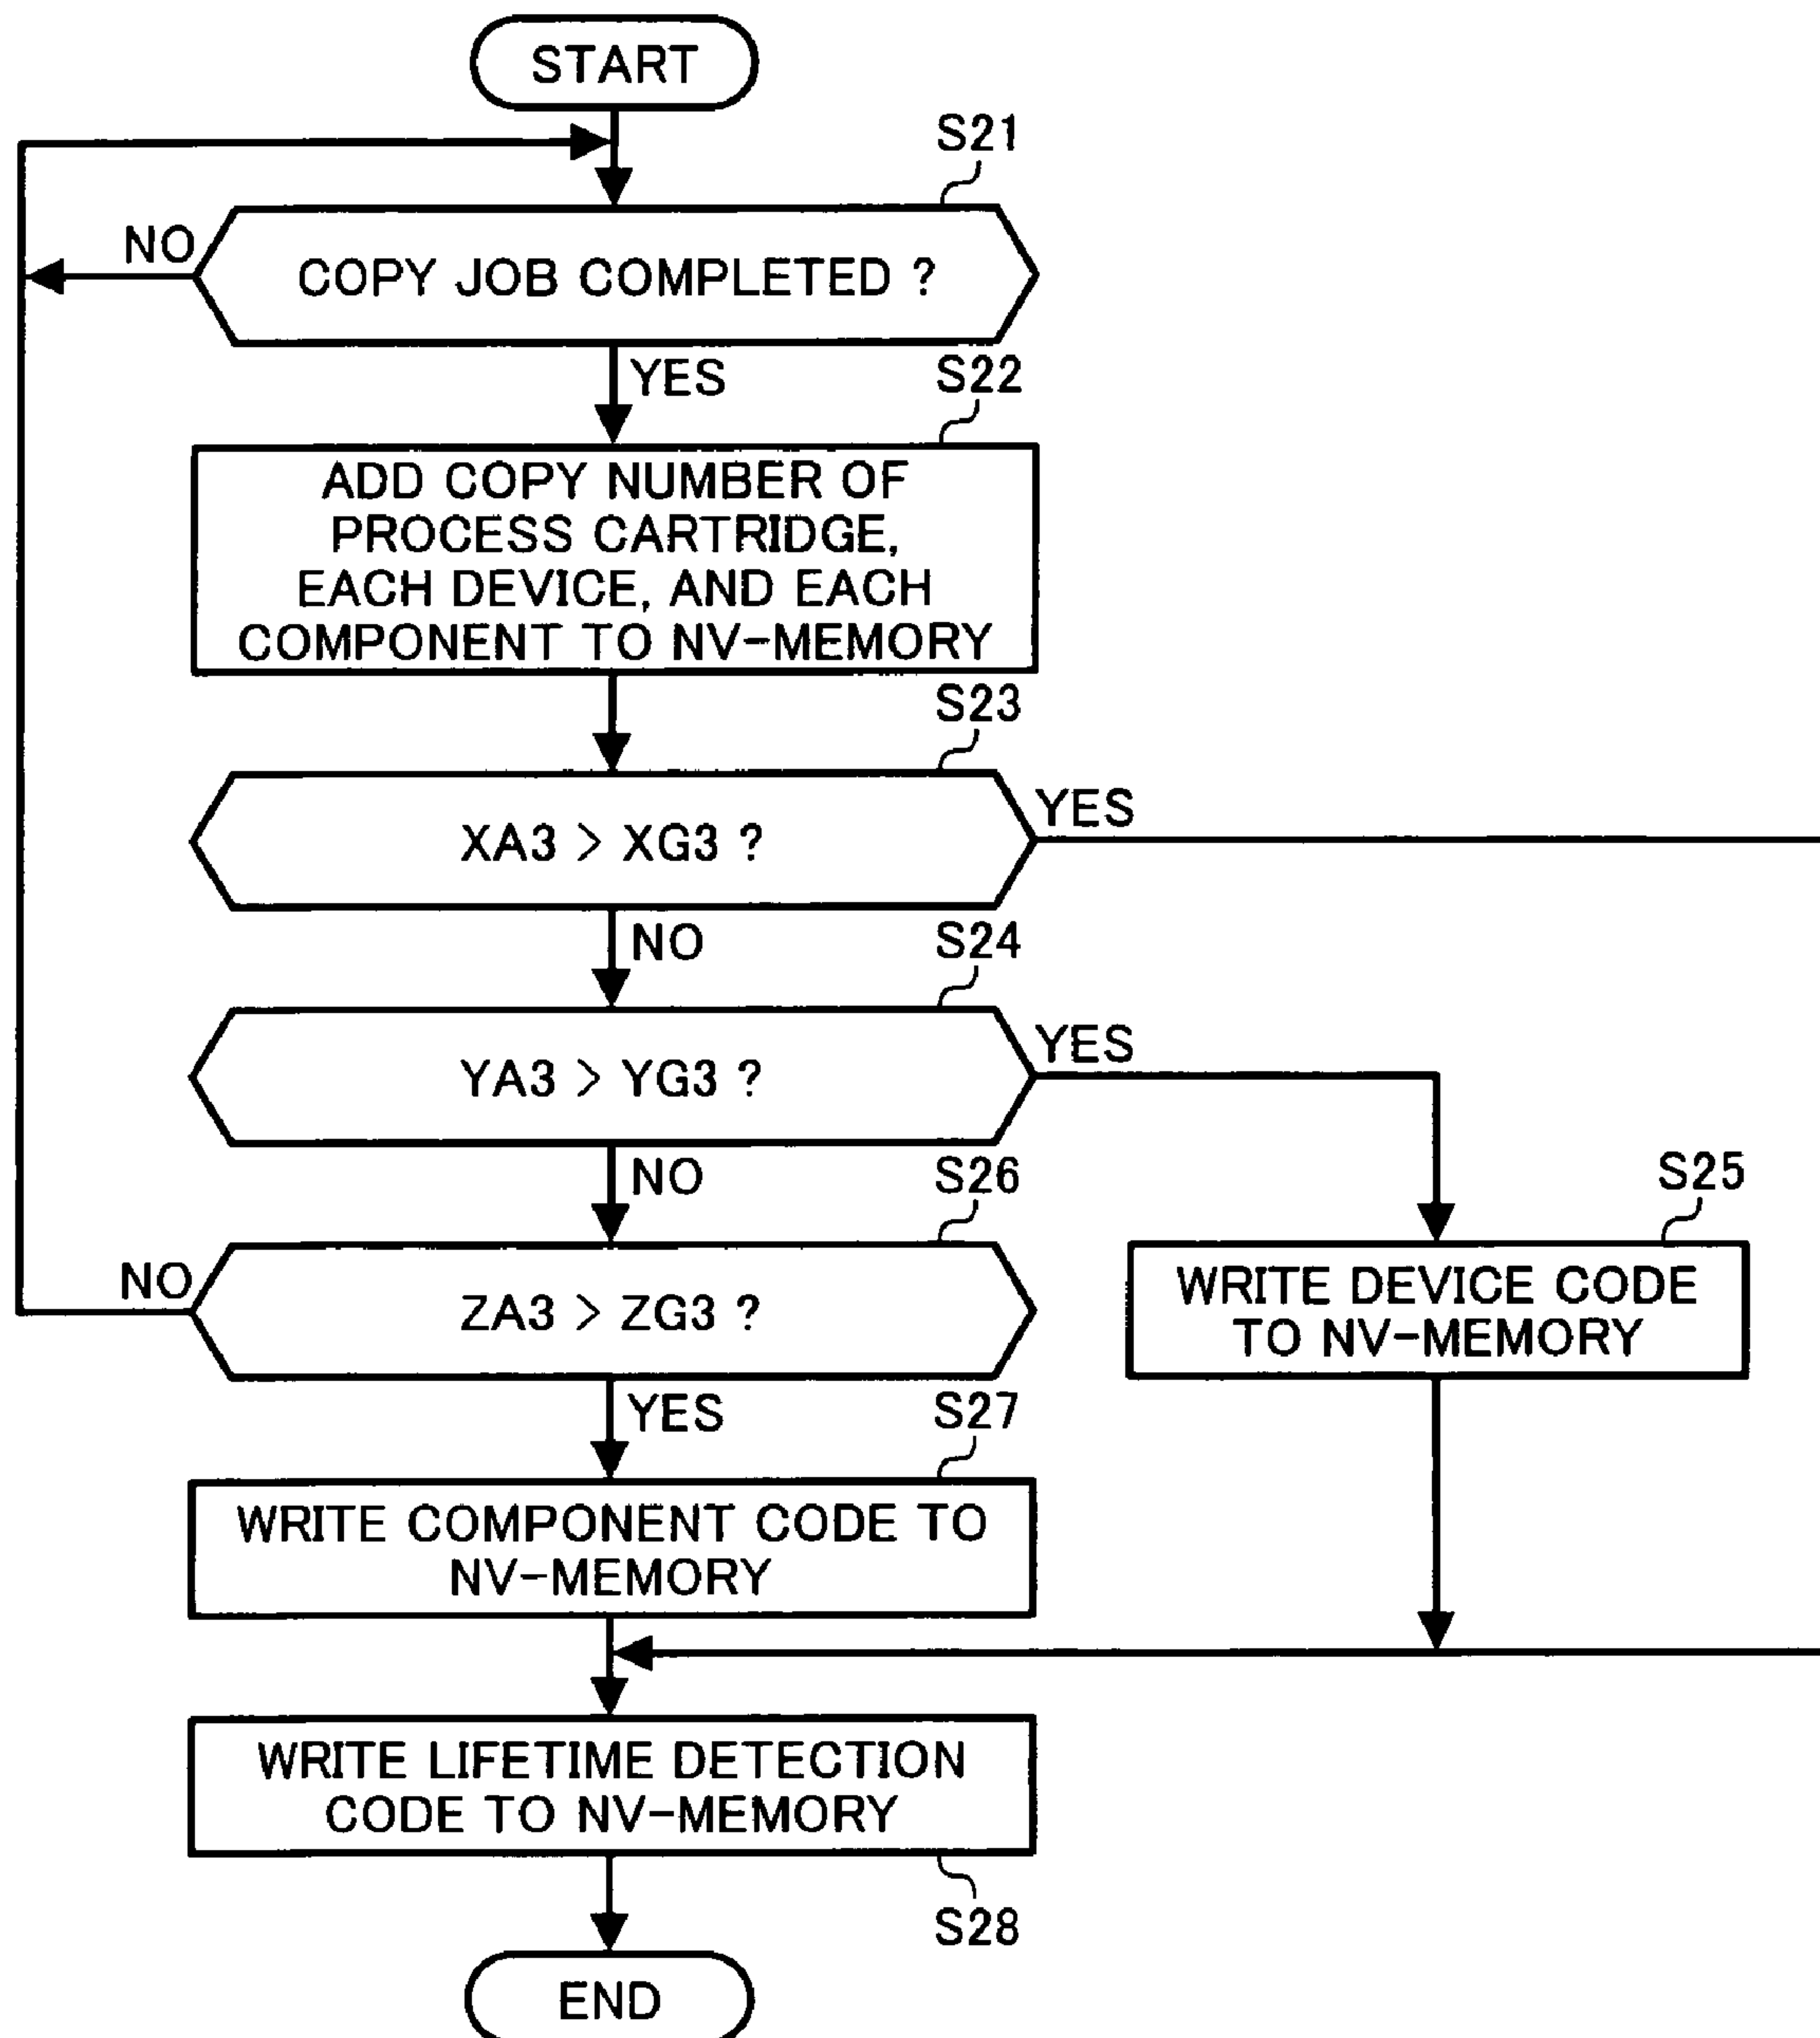 START
S21
NO
COPY JOB COMPLETED ?
YES
S22
ADD COPY NUMBER OF
PROCESS CARTRIDGE,
EACH DEVICE, AND EACH
COMPONENT TO NV-MEMORY
S23
YES
XA3 > XG3 ?
NO
S24
YES
YA3 > YG3 ?
NO
S26
S25
NO
ZA3 > ZG3 ?
WRITE DEVICE CODE
TO NV-MEMORY
YES
S27
WRITE COMPONENT CODE TO
NV-MEMORY
WRITE LIFETIME DETECTION
CODE TO NV-MEMORY
S28
END